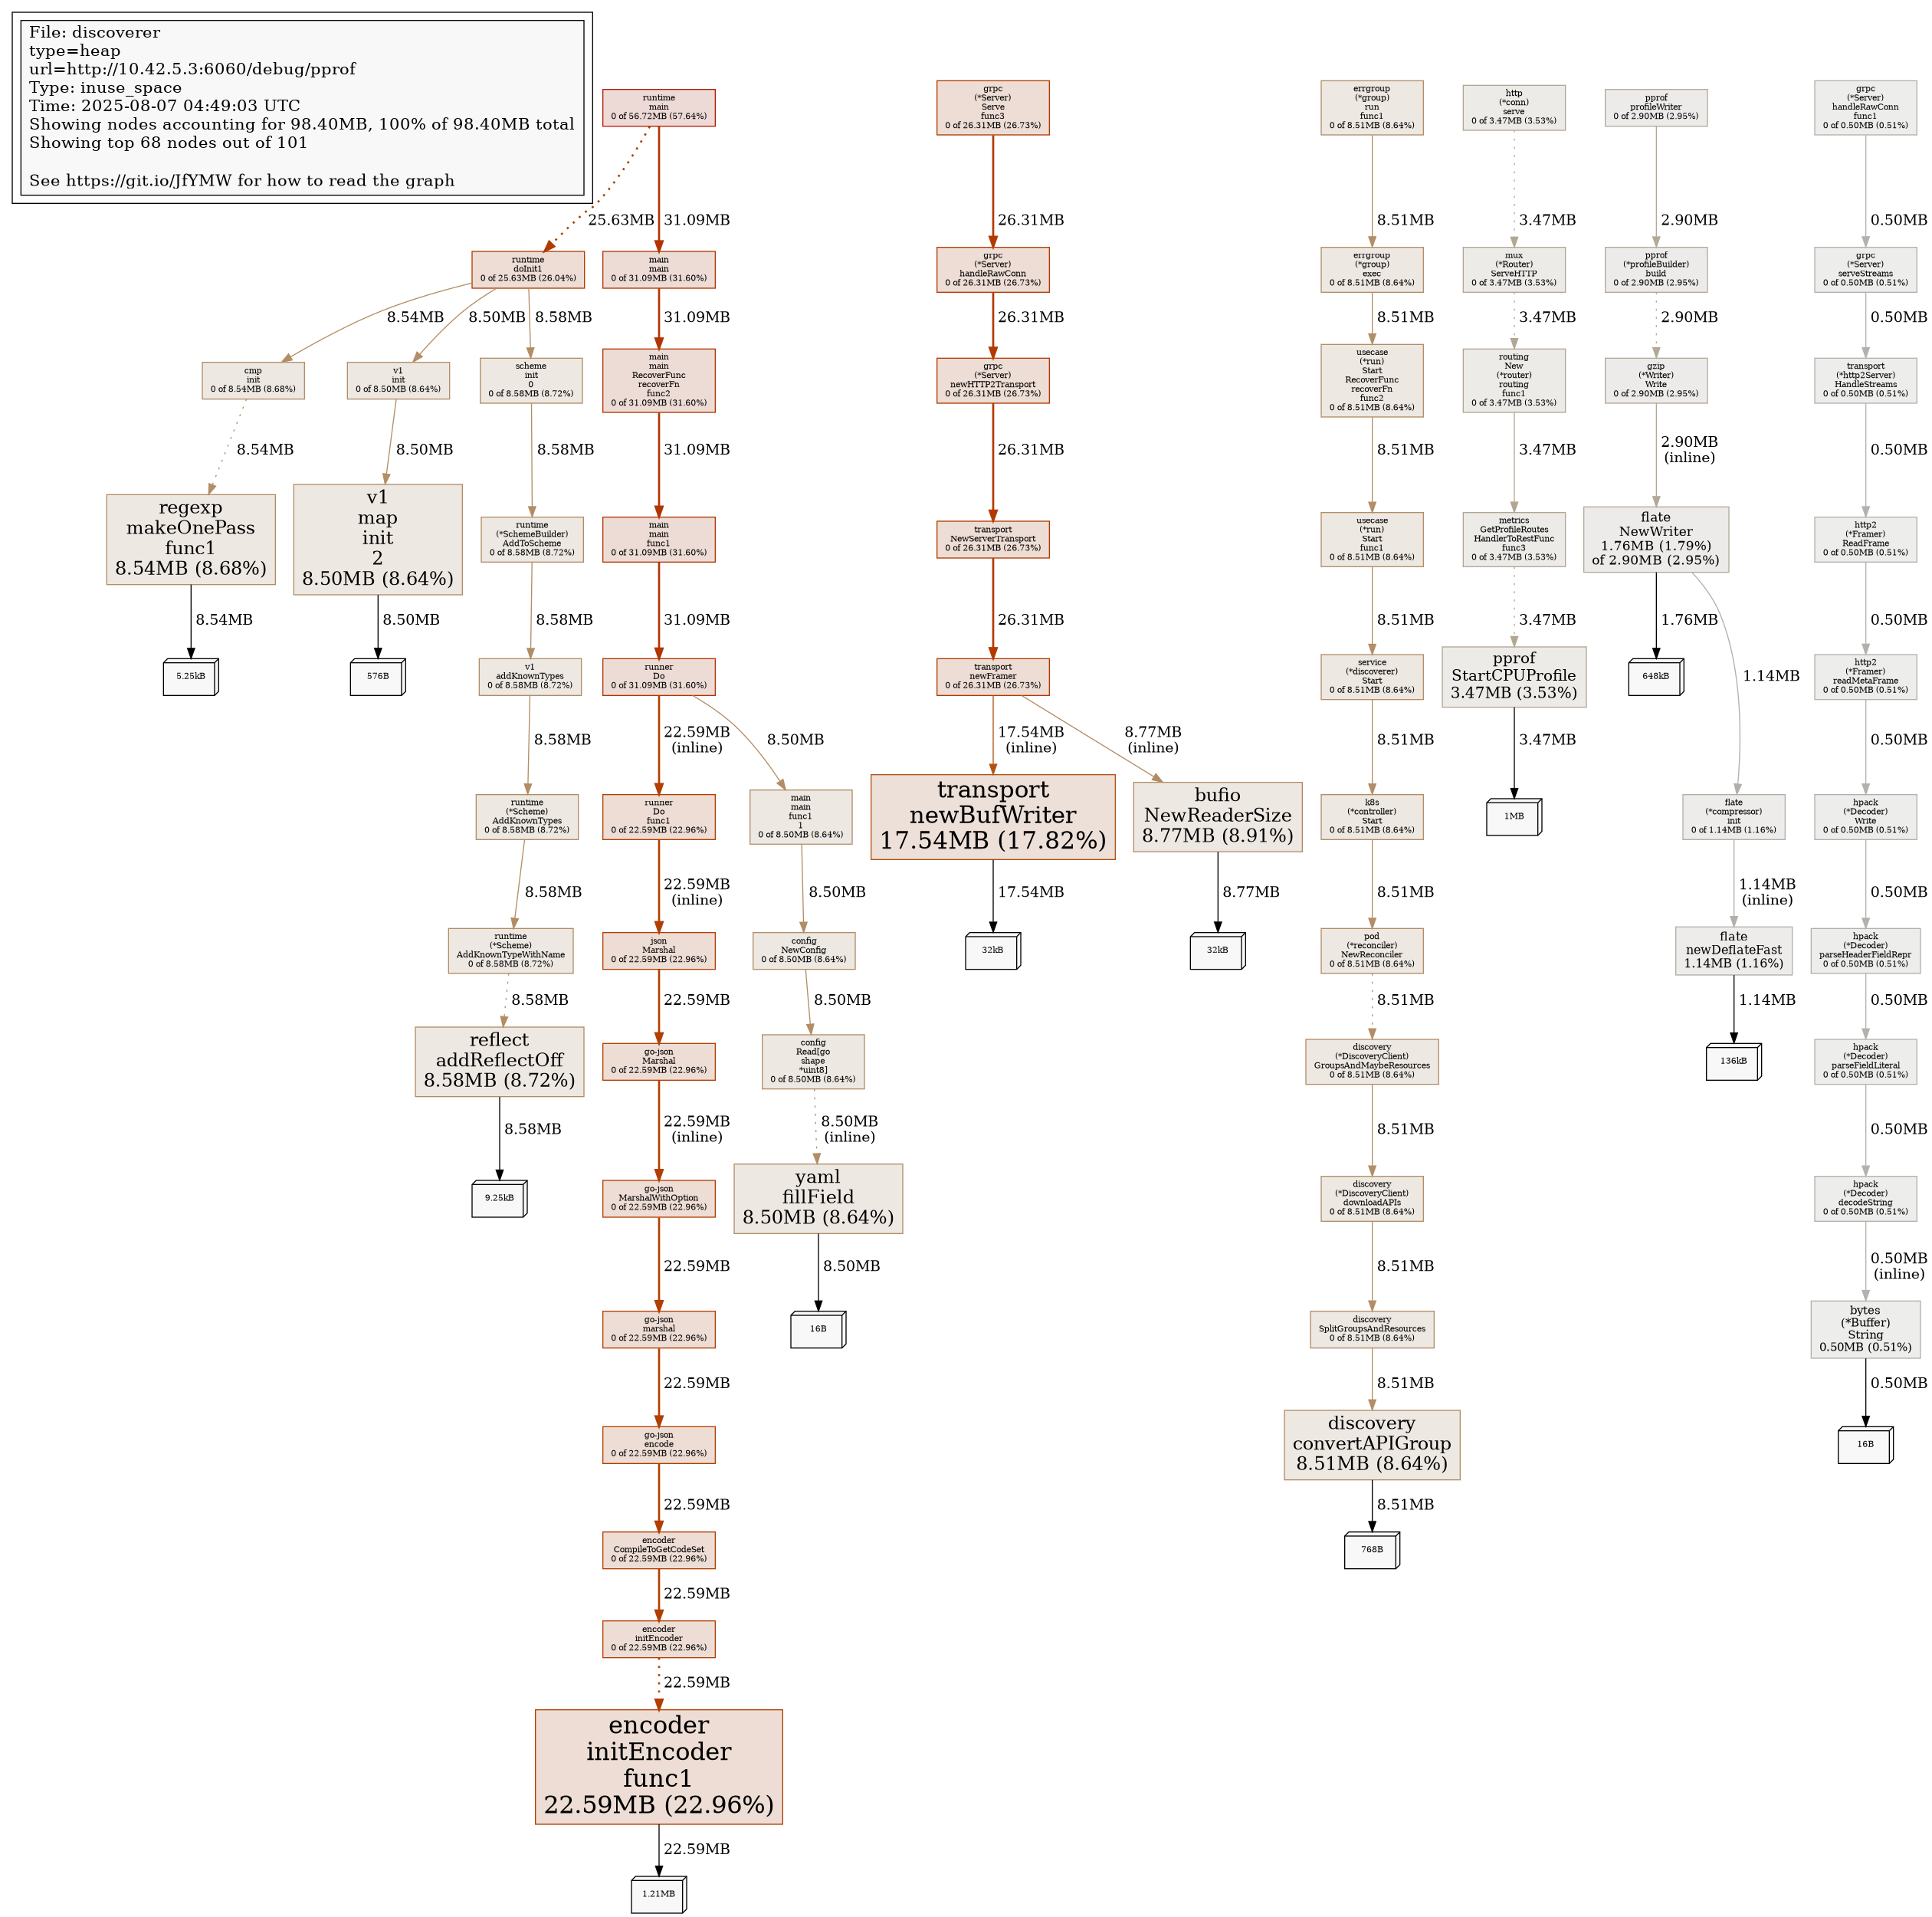 File: discoverer
type=heap
url=http://10.42.5.3:6060/debug/pprof
Type: inuse_space
Time: 2025-08-07 04:49:03 UTC
Showing nodes accounting for 98.40MB, 100% of 98.40MB total
Showing top 68 nodes out of 101
See https://git.io/JfYMW for how to read the graph
runtime
main
0 of 56.72MB (57.64%)
25.63MB
31.09MB
runtime
doInit1
0 of 25.63MB (26.04%)
8.54MB
8.50MB
8.58MB
cmp
init
0 of 8.54MB (8.68%)
8.54MB
regexp
makeOnePass
func1
8.54MB (8.68%)
8.54MB
5.25kB
v1
init
0 of 8.50MB (8.64%)
8.50MB
v1
map
init
2
8.50MB (8.64%)
8.50MB
576B
scheme
init
0
0 of 8.58MB (8.72%)
8.58MB
runtime
(*SchemeBuilder)
AddToScheme
0 of 8.58MB (8.72%)
8.58MB
v1
addKnownTypes
0 of 8.58MB (8.72%)
8.58MB
runtime
(*Scheme)
AddKnownTypes
0 of 8.58MB (8.72%)
8.58MB
runtime
(*Scheme)
AddKnownTypeWithName
0 of 8.58MB (8.72%)
8.58MB
reflect
addReflectOff
8.58MB (8.72%)
8.58MB
9.25kB
main
main
0 of 31.09MB (31.60%)
31.09MB
main
main
RecoverFunc
recoverFn
func2
0 of 31.09MB (31.60%)
31.09MB
main
main
func1
0 of 31.09MB (31.60%)
31.09MB
runner
Do
0 of 31.09MB (31.60%)
22.59MB
(inline)
8.50MB
runner
Do
func1
0 of 22.59MB (22.96%)
22.59MB
(inline)
json
Marshal
0 of 22.59MB (22.96%)
22.59MB
go-json
Marshal
0 of 22.59MB (22.96%)
22.59MB
(inline)
go-json
MarshalWithOption
0 of 22.59MB (22.96%)
22.59MB
go-json
marshal
0 of 22.59MB (22.96%)
22.59MB
go-json
encode
0 of 22.59MB (22.96%)
22.59MB
encoder
CompileToGetCodeSet
0 of 22.59MB (22.96%)
22.59MB
encoder
initEncoder
0 of 22.59MB (22.96%)
22.59MB
encoder
initEncoder
func1
22.59MB (22.96%)
22.59MB
1.21MB
main
main
func1
1
0 of 8.50MB (8.64%)
8.50MB
config
NewConfig
0 of 8.50MB (8.64%)
8.50MB
config
Read[go
shape
*uint8]
0 of 8.50MB (8.64%)
8.50MB
(inline)
yaml
fillField
8.50MB (8.64%)
8.50MB
16B
grpc
(*Server)
Serve
func3
0 of 26.31MB (26.73%)
26.31MB
grpc
(*Server)
handleRawConn
0 of 26.31MB (26.73%)
26.31MB
grpc
(*Server)
newHTTP2Transport
0 of 26.31MB (26.73%)
26.31MB
transport
NewServerTransport
0 of 26.31MB (26.73%)
26.31MB
transport
newFramer
0 of 26.31MB (26.73%)
17.54MB
(inline)
8.77MB
(inline)
transport
newBufWriter
17.54MB (17.82%)
17.54MB
32kB
bufio
NewReaderSize
8.77MB (8.91%)
8.77MB
32kB
errgroup
(*group)
run
func1
0 of 8.51MB (8.64%)
8.51MB
errgroup
(*group)
exec
0 of 8.51MB (8.64%)
8.51MB
usecase
(*run)
Start
RecoverFunc
recoverFn
func2
0 of 8.51MB (8.64%)
8.51MB
usecase
(*run)
Start
func1
0 of 8.51MB (8.64%)
8.51MB
service
(*discoverer)
Start
0 of 8.51MB (8.64%)
8.51MB
k8s
(*controller)
Start
0 of 8.51MB (8.64%)
8.51MB
pod
(*reconciler)
NewReconciler
0 of 8.51MB (8.64%)
8.51MB
discovery
(*DiscoveryClient)
GroupsAndMaybeResources
0 of 8.51MB (8.64%)
8.51MB
discovery
(*DiscoveryClient)
downloadAPIs
0 of 8.51MB (8.64%)
8.51MB
discovery
SplitGroupsAndResources
0 of 8.51MB (8.64%)
8.51MB
discovery
convertAPIGroup
8.51MB (8.64%)
8.51MB
768B
http
(*conn)
serve
0 of 3.47MB (3.53%)
3.47MB
mux
(*Router)
ServeHTTP
0 of 3.47MB (3.53%)
3.47MB
routing
New
(*router)
routing
func1
0 of 3.47MB (3.53%)
3.47MB
metrics
GetProfileRoutes
HandlerToRestFunc
func3
0 of 3.47MB (3.53%)
3.47MB
pprof
StartCPUProfile
3.47MB (3.53%)
3.47MB
1MB
pprof
profileWriter
0 of 2.90MB (2.95%)
2.90MB
pprof
(*profileBuilder)
build
0 of 2.90MB (2.95%)
2.90MB
gzip
(*Writer)
Write
0 of 2.90MB (2.95%)
2.90MB
(inline)
flate
NewWriter
1.76MB (1.79%)
of 2.90MB (2.95%)
1.76MB
648kB
1.14MB
flate
(*compressor)
init
0 of 1.14MB (1.16%)
1.14MB
(inline)
flate
newDeflateFast
1.14MB (1.16%)
1.14MB
136kB
grpc
(*Server)
handleRawConn
func1
0 of 0.50MB (0.51%)
0.50MB
grpc
(*Server)
serveStreams
0 of 0.50MB (0.51%)
0.50MB
transport
(*http2Server)
HandleStreams
0 of 0.50MB (0.51%)
0.50MB
http2
(*Framer)
ReadFrame
0 of 0.50MB (0.51%)
0.50MB
http2
(*Framer)
readMetaFrame
0 of 0.50MB (0.51%)
0.50MB
hpack
(*Decoder)
Write
0 of 0.50MB (0.51%)
0.50MB
hpack
(*Decoder)
parseHeaderFieldRepr
0 of 0.50MB (0.51%)
0.50MB
hpack
(*Decoder)
parseFieldLiteral
0 of 0.50MB (0.51%)
0.50MB
hpack
(*Decoder)
decodeString
0 of 0.50MB (0.51%)
0.50MB
(inline)
bytes
(*Buffer)
String
0.50MB (0.51%)
0.50MB
16B